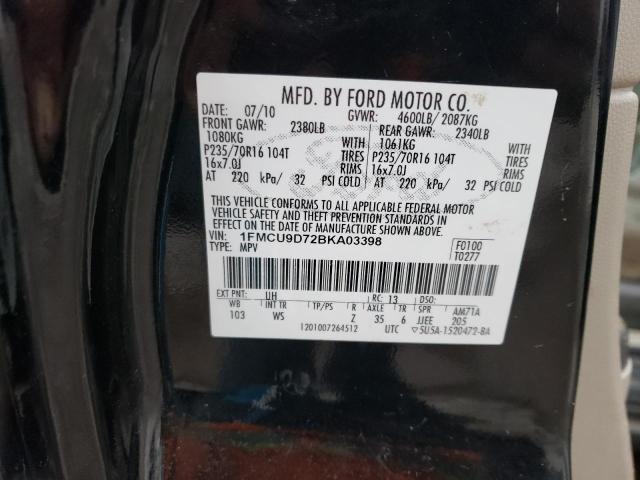 MFD. BY FORD MOTOR CO.
DATE: 07/10 GVWR: 4600LB/ 2087KG
FRONT GAWR: 2380LB REAR GAWR: 2340LB
1080KG WITH 1061KG WITH
P235/70R16 104T TIRES P235/70R16 104T TIRES
16x7.0J RIMS 16x7.0J RIMS
AT 220 kPa/ 32 PSI COLD AT 220 kPa/ 32 PSI COLD
THIS VEHICLE CONFORMS TO ALL APPLICABLE FEDERAL MOTOR
VEHICLE SAFETY AND THEFT PREVENTION STANDARDS IN
EFFECT ON THE DATE OF MANUFACTURE SHOWN ABOVE.
VIN: 1FMCU9D72BKA03398 F0100
TYPE: MPV T0277
EXT PNT: UH RC: 13 DSO:
WB INT TR TP/PS R AXLE TR SPR AM71A
103 WS Z 35 6 JJEE 205
1201007264512 UTC ▽5U5A-1520472-BA
Ford